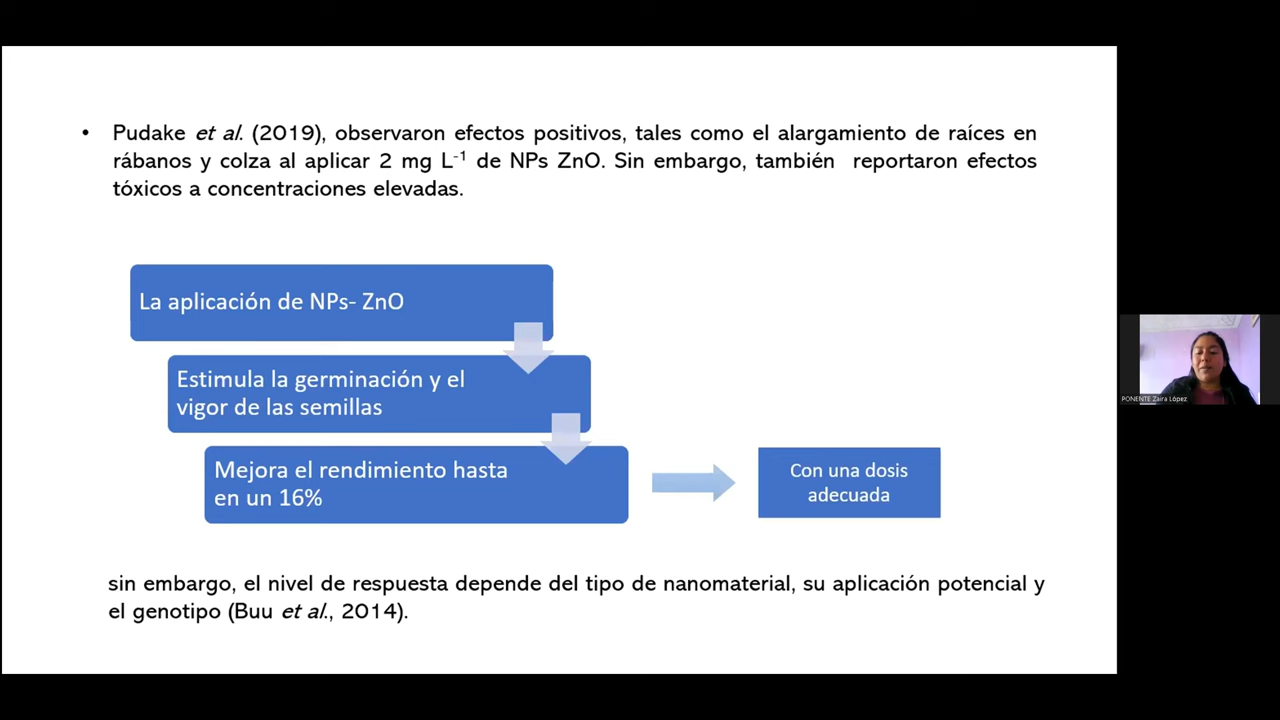 • Pudake et al. (2019), observaron efectos positivos, tales como el alargamiento de raíces en
rábanos y colza al aplicar 2 mg L⁻¹ de NPs ZnO. Sin embargo, también reportaron efectos
tóxicos a concentraciones elevadas.
La aplicación de NPs- ZnO
Estimula la germinación y el
vigor de las semillas
Mejora el rendimiento hasta
en un 16%
Con una dosis
adecuada
sin embargo, el nivel de respuesta depende del tipo de nanomaterial, su aplicación potencial y
el genotipo (Buu et al., 2014).
PONENTE Zaira López